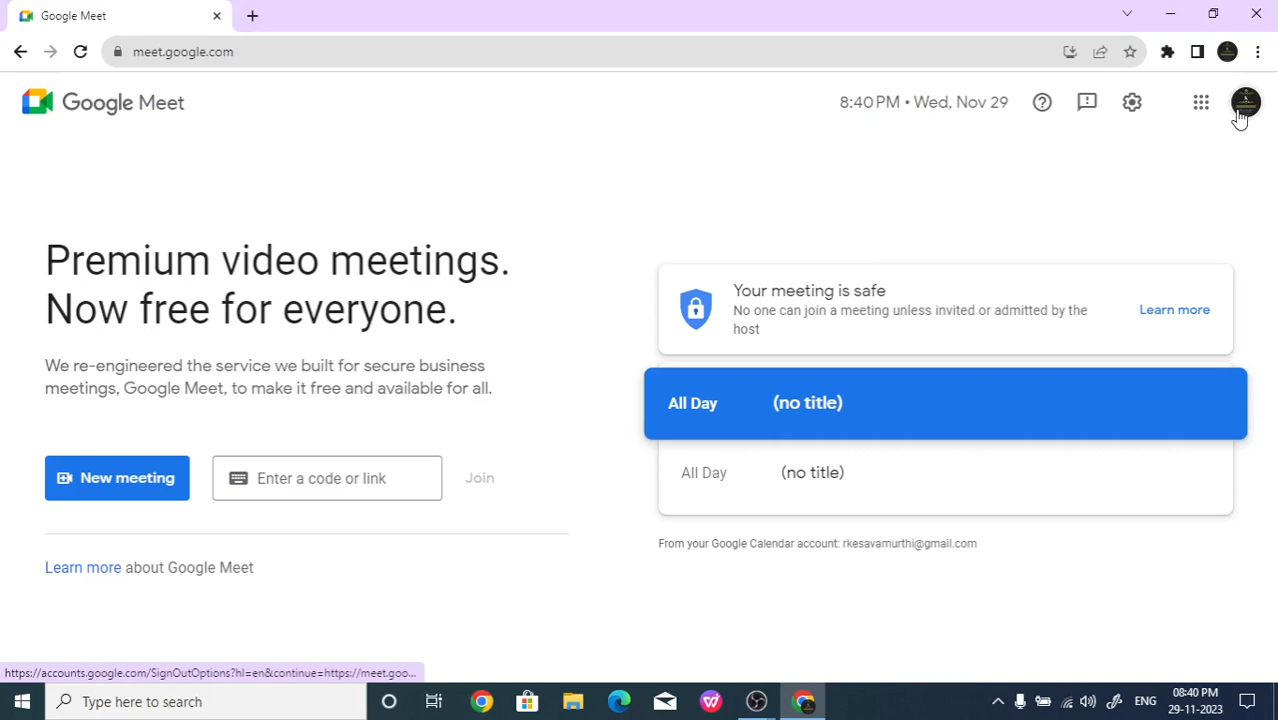 Google Meet
meet.google.com
Google Meet
8:40 PM • Wed, Nov 29
Premium video meetings.
Now free for everyone.
We re-engineered the service we built for secure business
meetings, Google Meet, to make it free and available for all.
New meeting
Enter a code or link
Join
Learn more about Google Meet
Your meeting is safe
No one can join a meeting unless invited or admitted by the
host
Learn more
All Day (no title)
All Day (no title)
From your Google Calendar account: rkesavamurthi@gmail.com
https://accounts.google.com/SignOutOptions?hl=en&continue=https://meet.goo...
Type here to search
ENG
08:40 PM
29-11-2023